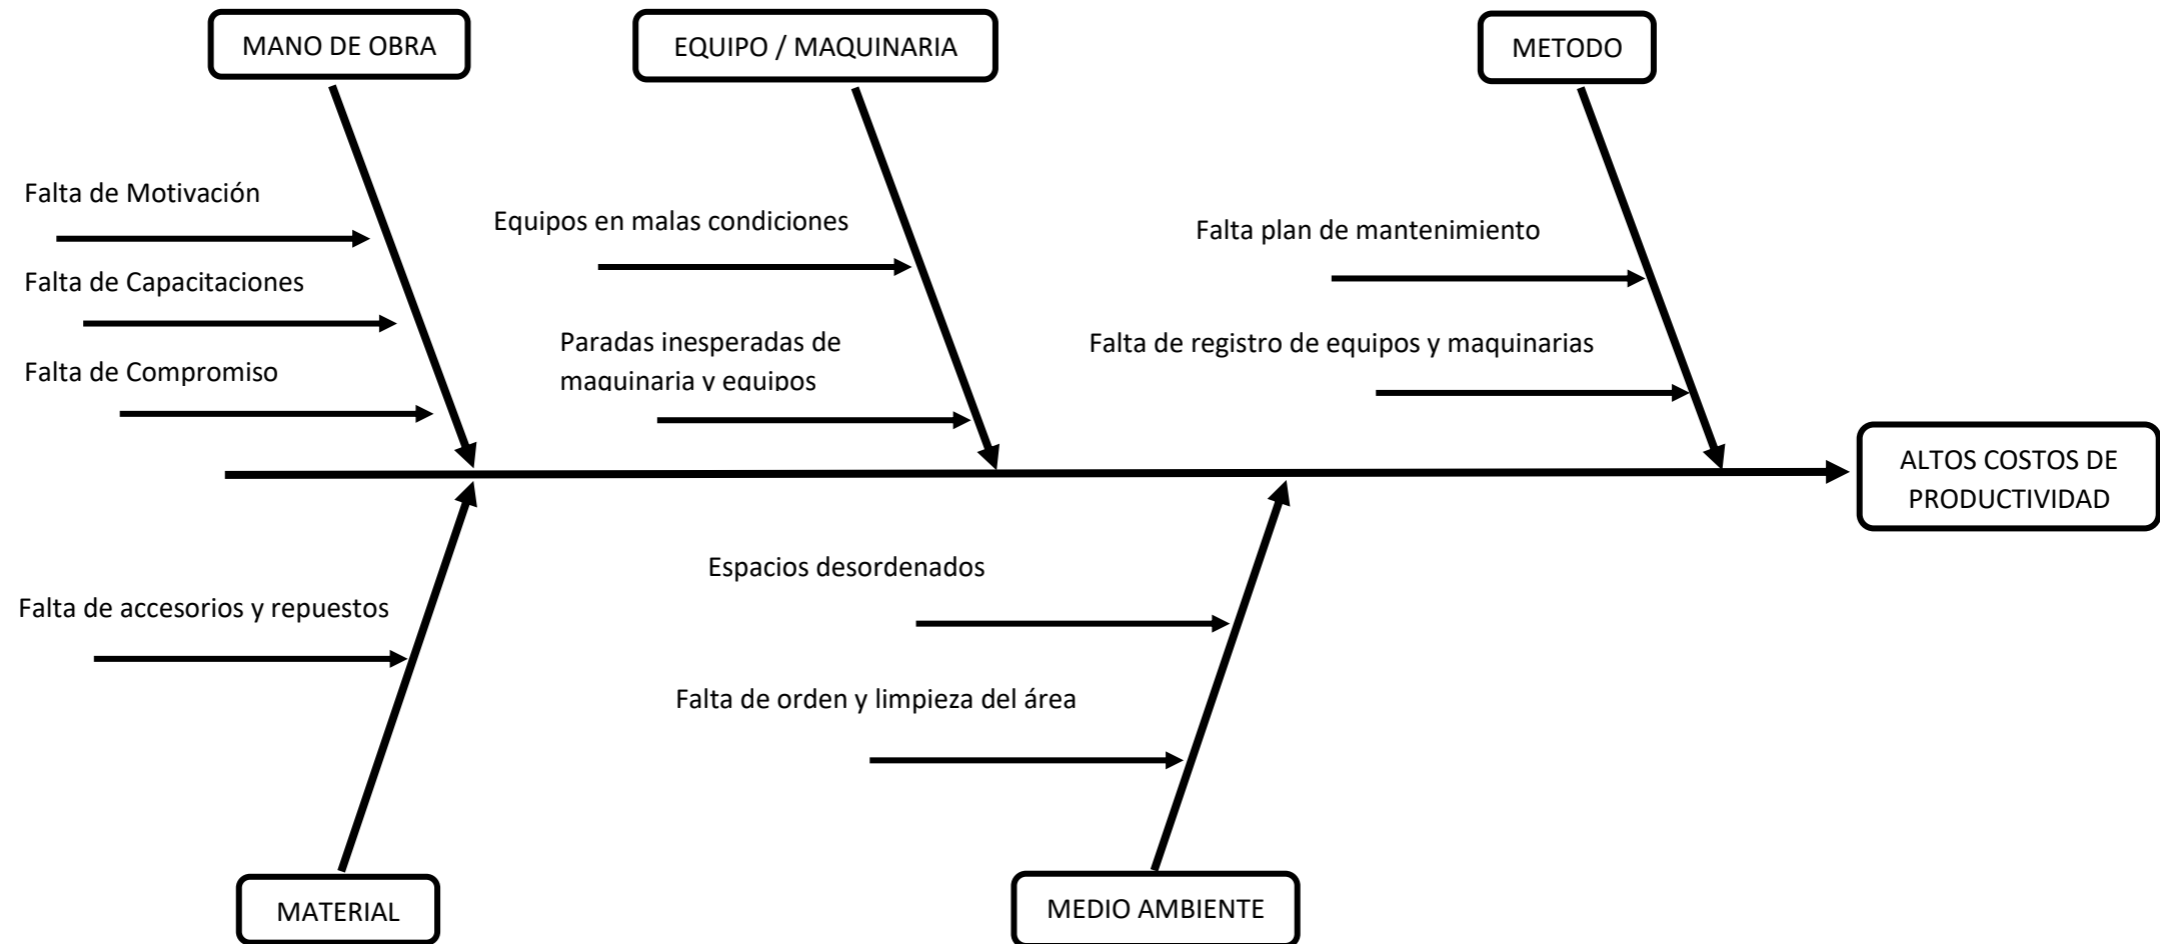 MANO DE OBRA
EQUIPO / MAQUINARIA
METODO
Falta de Motivación
Equipos en malas condiciones
Falta plan de mantenimiento
Falta de Capacitaciones
Paradas inesperadas de
maquinaria y equipos
Falta de registro de equipos y maquinarias
Falta de Compromiso
ALTOS COSTOS DE
PRODUCTIVIDAD
Espacios desordenados
Falta de accesorios y repuestos
Falta de orden y limpieza del área
MATERIAL
MEDIO AMBIENTE